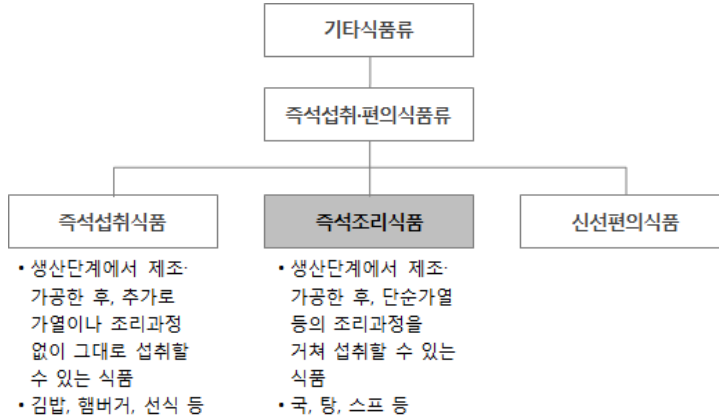 기타식품류
즉석섭취·편의식품류
즉석섭취식품
즉석조리식품
신선편의식품
• 생산단계에서 제조·
가공한 후, 추가로
가열이나 조리과정
없이 그대로 섭취할
수 있는 식품
• 김밥, 햄버거, 선식 등
• 생산단계에서 제조·
가공한 후, 단순가열
등의 조리과정을
거쳐 섭취할 수 있는
식품
• 국, 탕, 스프 등